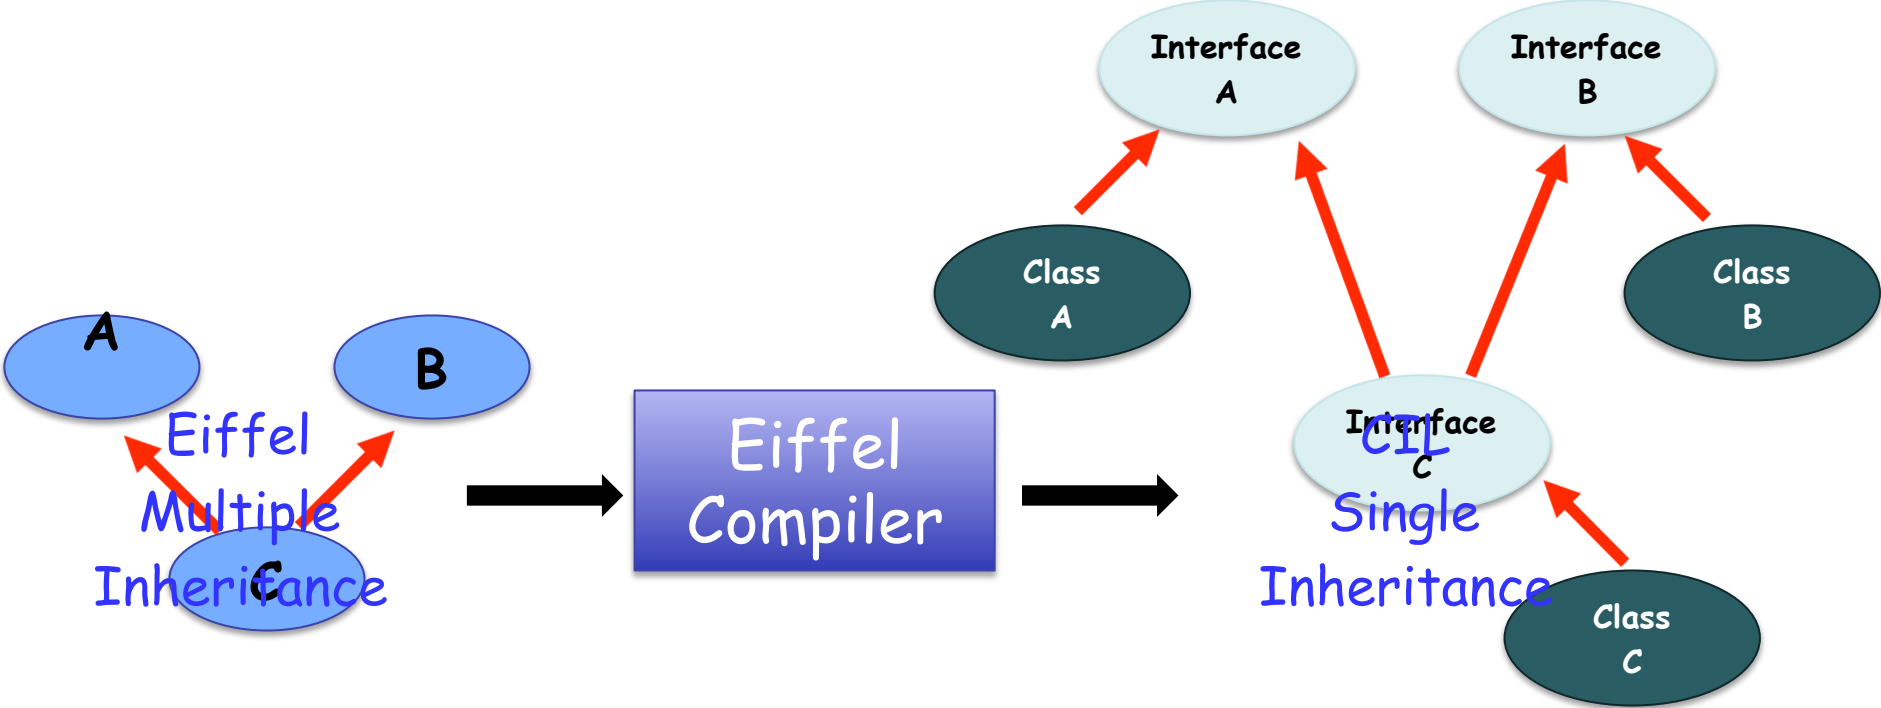 A
B
Eiffel
Multiple
Inheritance
C
Eiffel
Compiler
Interface
A
Interface
B
Class
A
Class
B
Interface
C
CIL
Single
Inheritance
Class
C